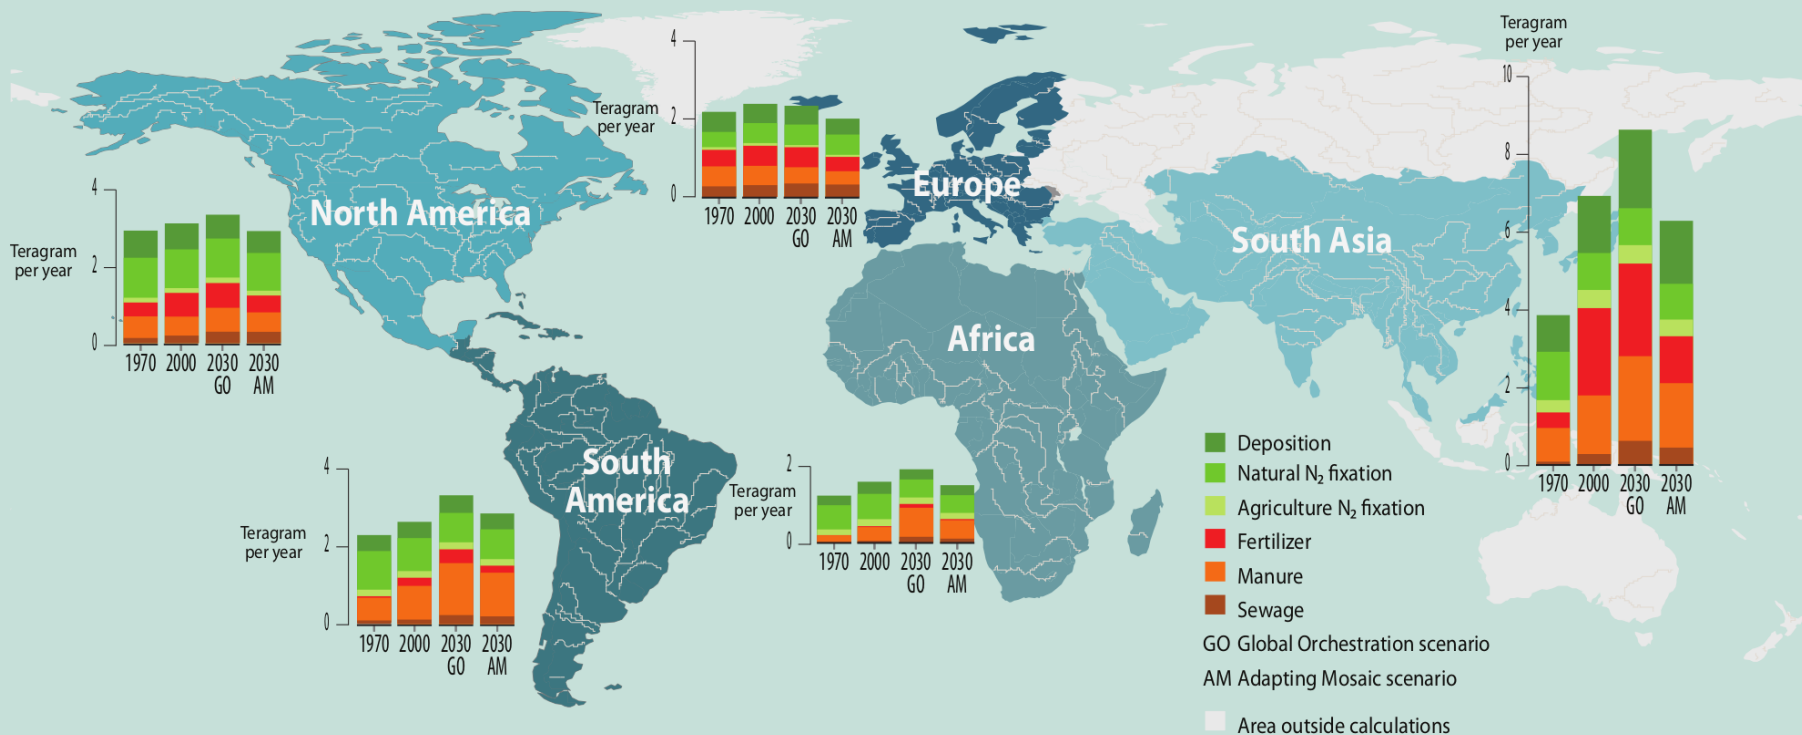 Teragram
per year
10
8
6
4
2
0
1970
2000
2030
GO
2030
AM
South Asia
4
Teragram
per year
2
0
1970
2000
2030
GO
2030
AM
Europe
North America
4
Teragram
per year
2
0
1970
2000
2030
GO
2030
AM
Africa
2
Teragram
per year
0
1970
2000
2030
GO
2030
AM
South
America
4
Teragram
per year
2
0
1970
2000
2030
GO
2030
AM
Deposition
Natural N₂ fixation
Agriculture N₂ fixation
Fertilizer
Manure
Sewage
GO Global Orchestration scenario
AM Adapting Mosaic scenario
Area outside calculations